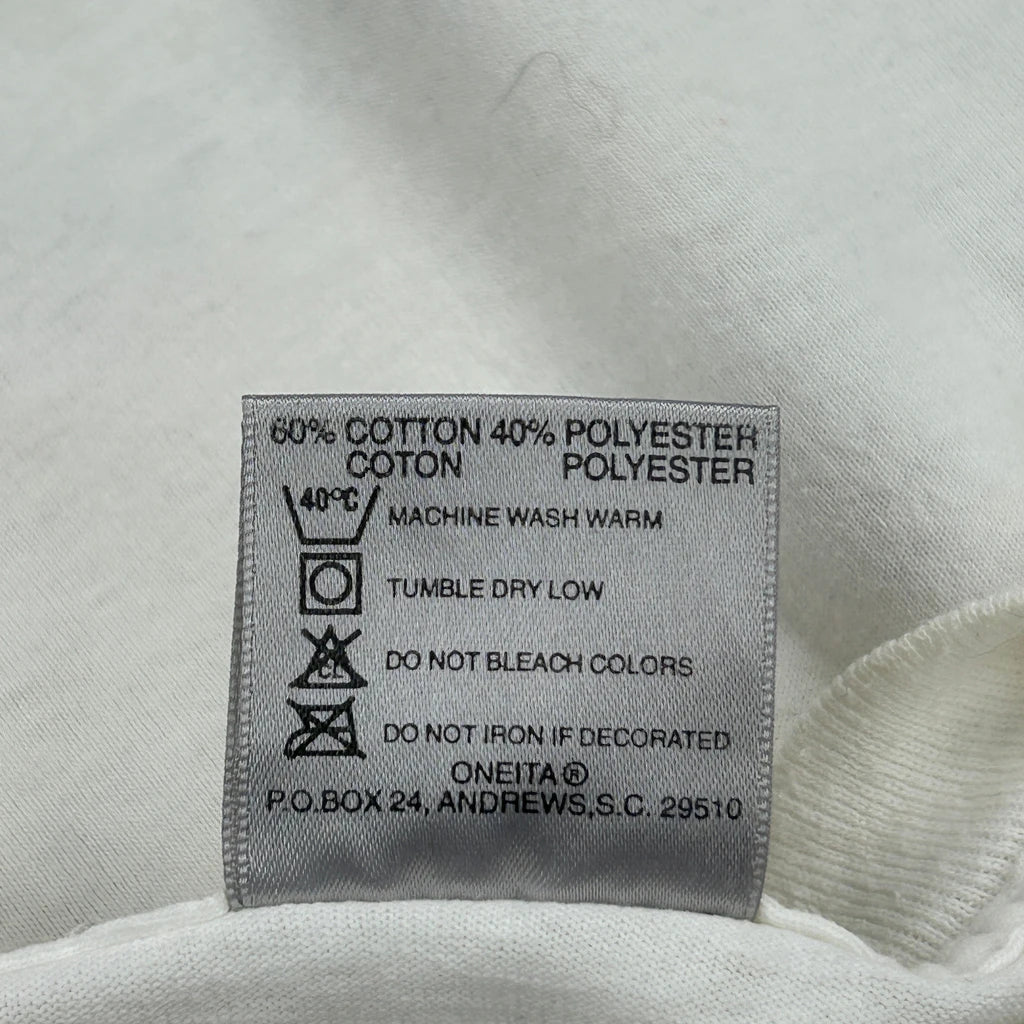 60% COTTON 40% POLYESTER
COTON POLYESTER
40°C MACHINE WASH WARM
TUMBLE DRY LOW
CL DO NOT BLEACH COLORS
DO NOT IRON IF DECORATED
ONEITA®
P.O.BOX 24, ANDREWS,S.C. 29510